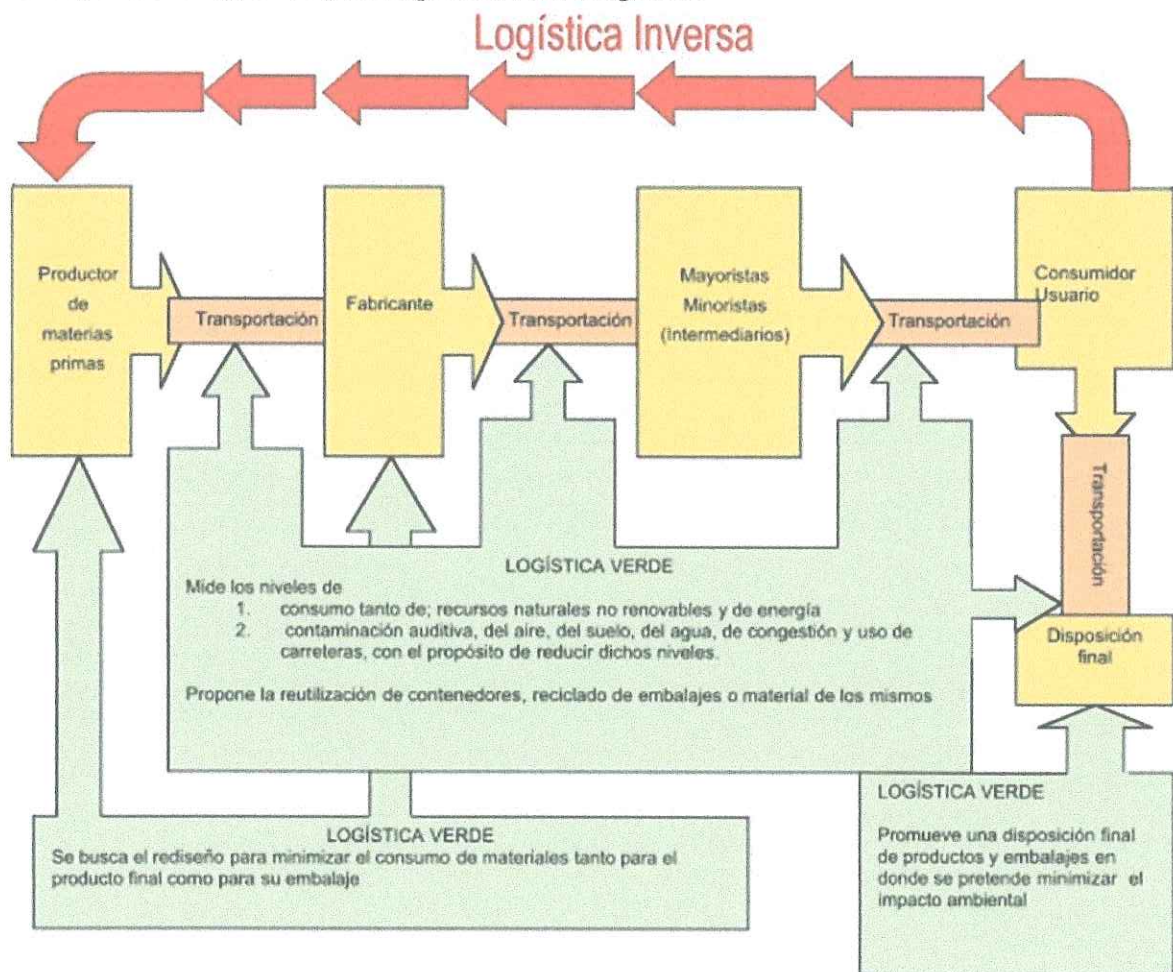 Logística Inversa
Productor
de
materias
primas
Transportación
Fabricante
Transportación
Mayoristas
Minoristas
(Intermediarios)
Transportación
Consumidor
Usuario
Transportación
Disposición
final
LOGÍSTICA VERDE
Mide los niveles de
1. consumo tanto de; recursos naturales no renovables y de energía
2. contaminación auditiva, del aire, del suelo, del agua, de congestión y uso de
carreteras, con el propósito de reducir dichos niveles.
Propone la reutilización de contenedores, reciclado de embalajes o material de los mismos
LOGÍSTICA VERDE
Se busca el rediseño para minimizar el consumo de materiales tanto para el
producto final como para su embalaje
LOGÍSTICA VERDE
Promueve una disposición final
de productos y embalajes en
donde se pretende minimizar el
impacto ambiental